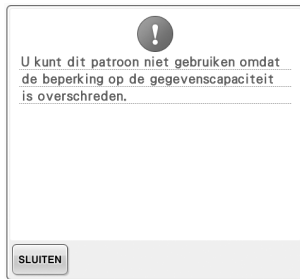 U kunt dit patroon niet gebruiken omdat
de beperking op de gegevenscapaciteit
is overschreden.
SLUITEN